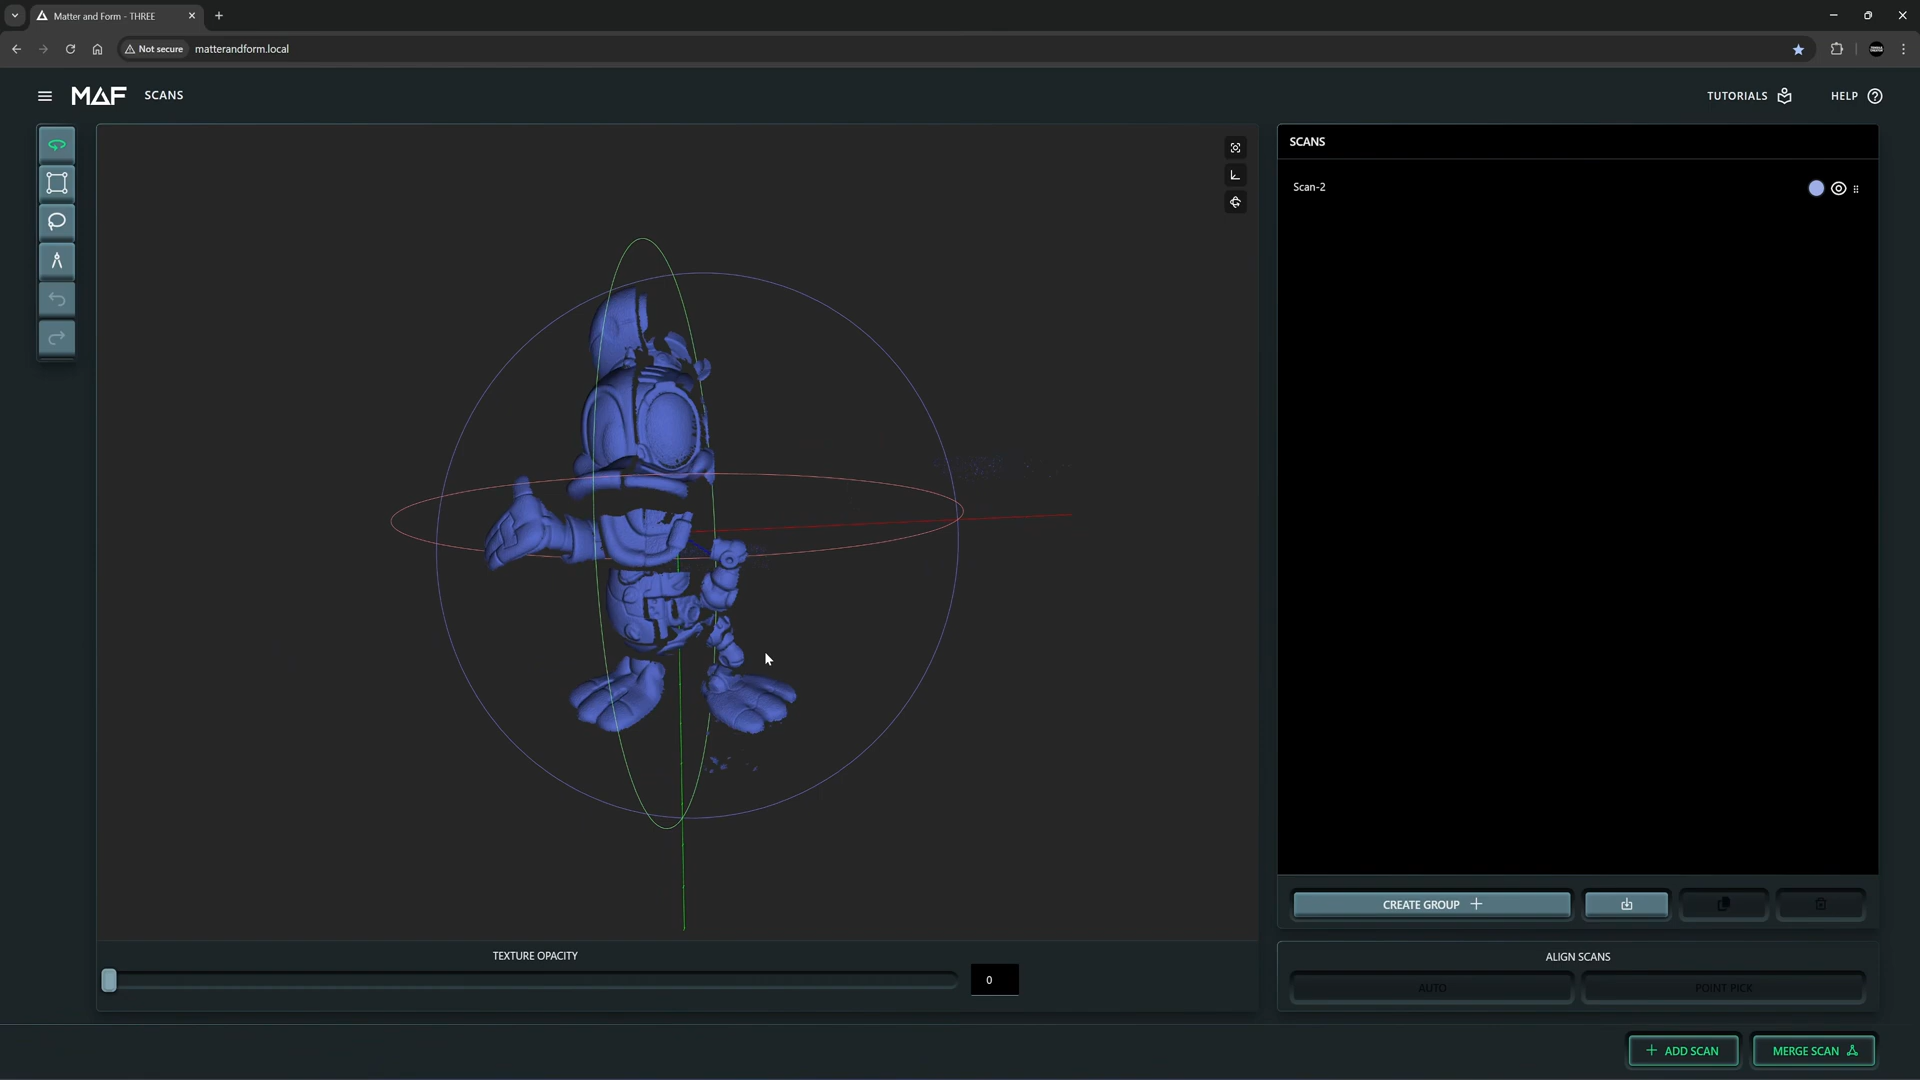 Matter and Form - THREE
Not secure
matterandform.local
MAF
SCANS
TUTORIALS
HELP
SCANS
Scan-2
CREATE GROUP
TEXTURE OPACITY
0
ALIGN SCANS
AUTO
POINT PICK
ADD SCAN
MERGE SCAN